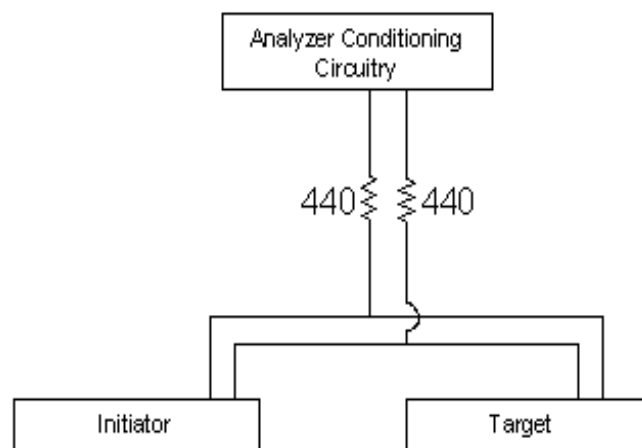 Analyzer Conditioning
Circuitry
440 440
Initiator
Target